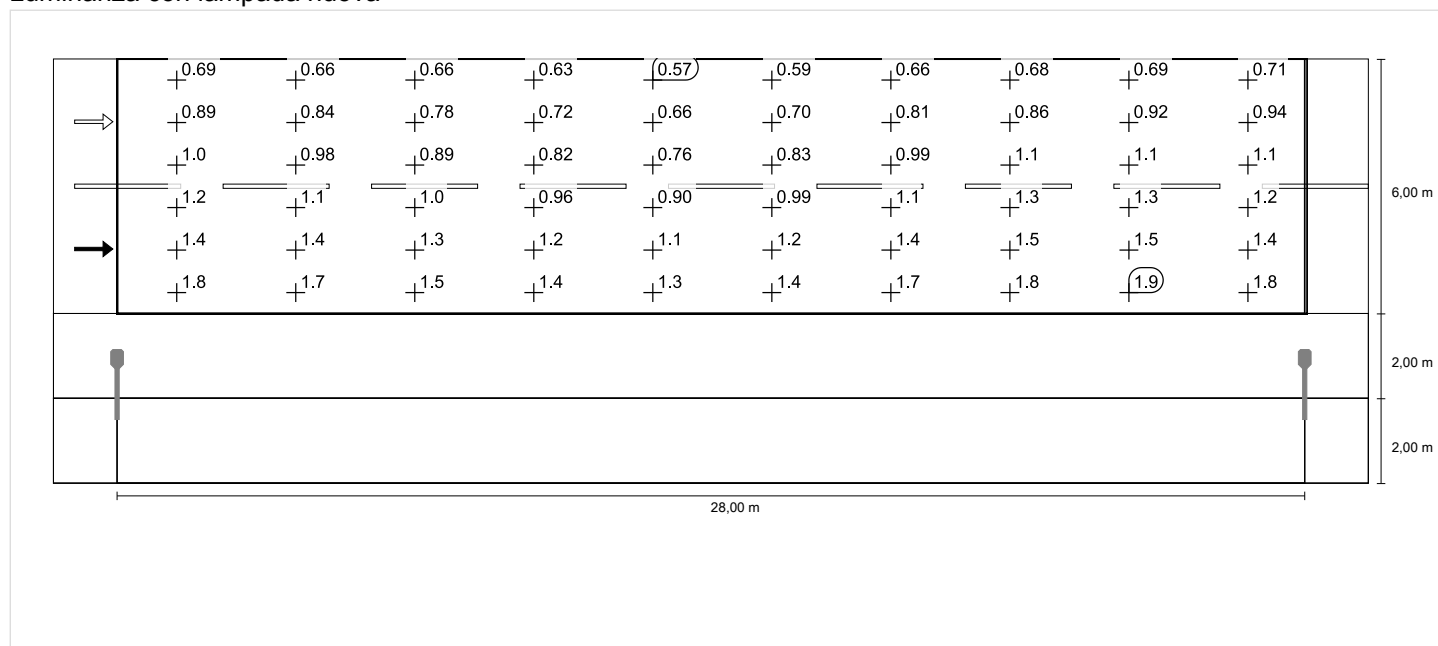 Luminanza con lampada nuova
0.69 0.66 0.66 0.63 0.57 0.59 0.66 0.68 0.69 0.71
0.89 0.84 0.78 0.72 0.66 0.70 0.81 0.86 0.92 0.94
1.0 0.98 0.89 0.82 0.76 0.83 0.99 1.1 1.1 1.1
6,00 m
1.2 1.1 1.0 0.96 0.90 0.99 1.1 1.3 1.3 1.2
1.4 1.4 1.3 1.2 1.1 1.2 1.4 1.5 1.5 1.4
1.8 1.7 1.5 1.4 1.3 1.4 1.7 1.8 1.9 1.8
2,00 m
2,00 m
28,00 m